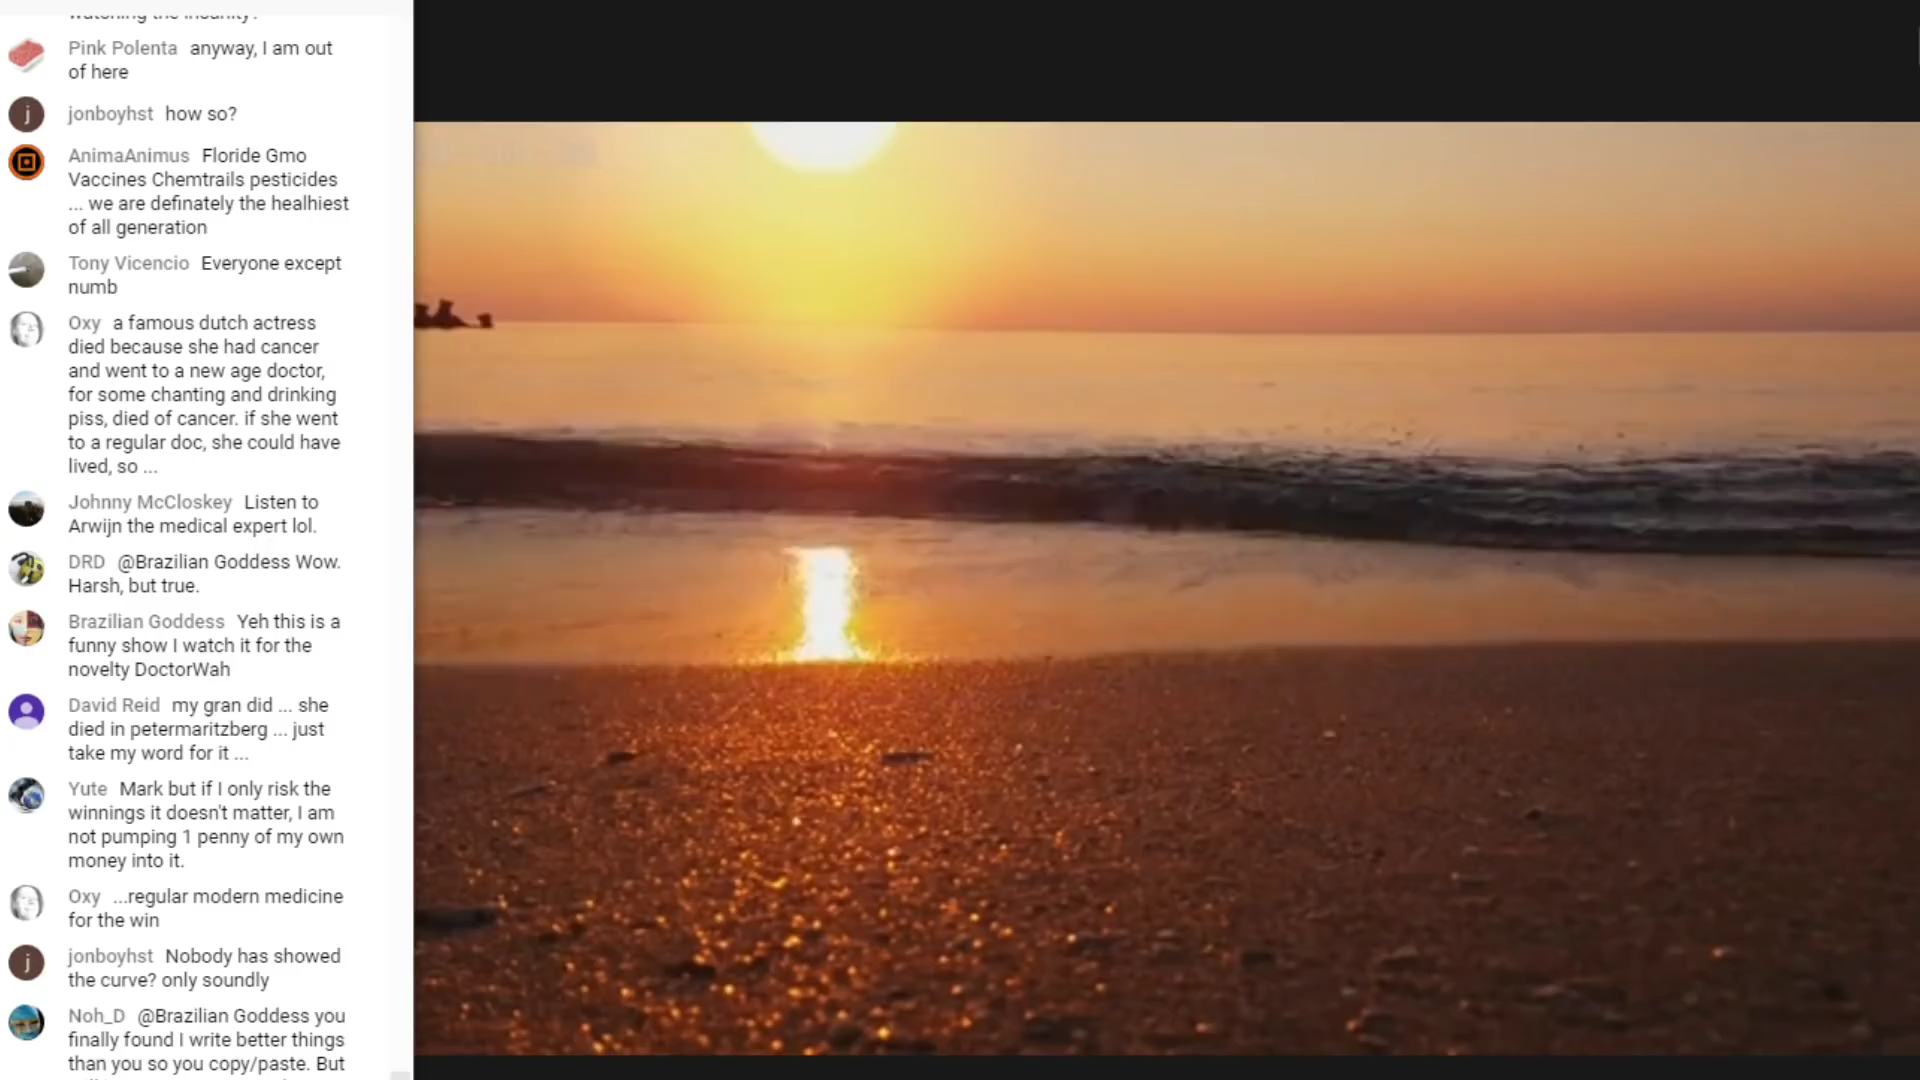 watching the insanity?
Pink Polenta anyway, I am out
of here
j
jonboyhst how so?
AnimaAnimus Floride Gmo
Vaccines Chemtrails pesticides
... we are definately the healhiest
of all generation
Tony Vicencio Everyone except
numb
Oxy a famous dutch actress
died because she had cancer
and went to a new age doctor,
for some chanting and drinking
piss, died of cancer. if she went
to a regular doc, she could have
lived, so ...
Johnny McCloskey Listen to
Arwijn the medical expert lol.
DRD @Brazilian Goddess Wow.
Harsh, but true.
Brazilian Goddess Yeh this is a
funny show I watch it for the
novelty DoctorWah
David Reid my gran did ... she
died in petermaritzberg ... just
take my word for it ...
Yute Mark but if I only risk the
winnings it doesn't matter, I am
not pumping 1 penny of my own
money into it.
Oxy ...regular modern medicine
for the win
j
jonboyhst Nobody has showed
the curve? only soundly
Noh_D @Brazilian Goddess you
finally found I write better things
than you so you copy/paste. But